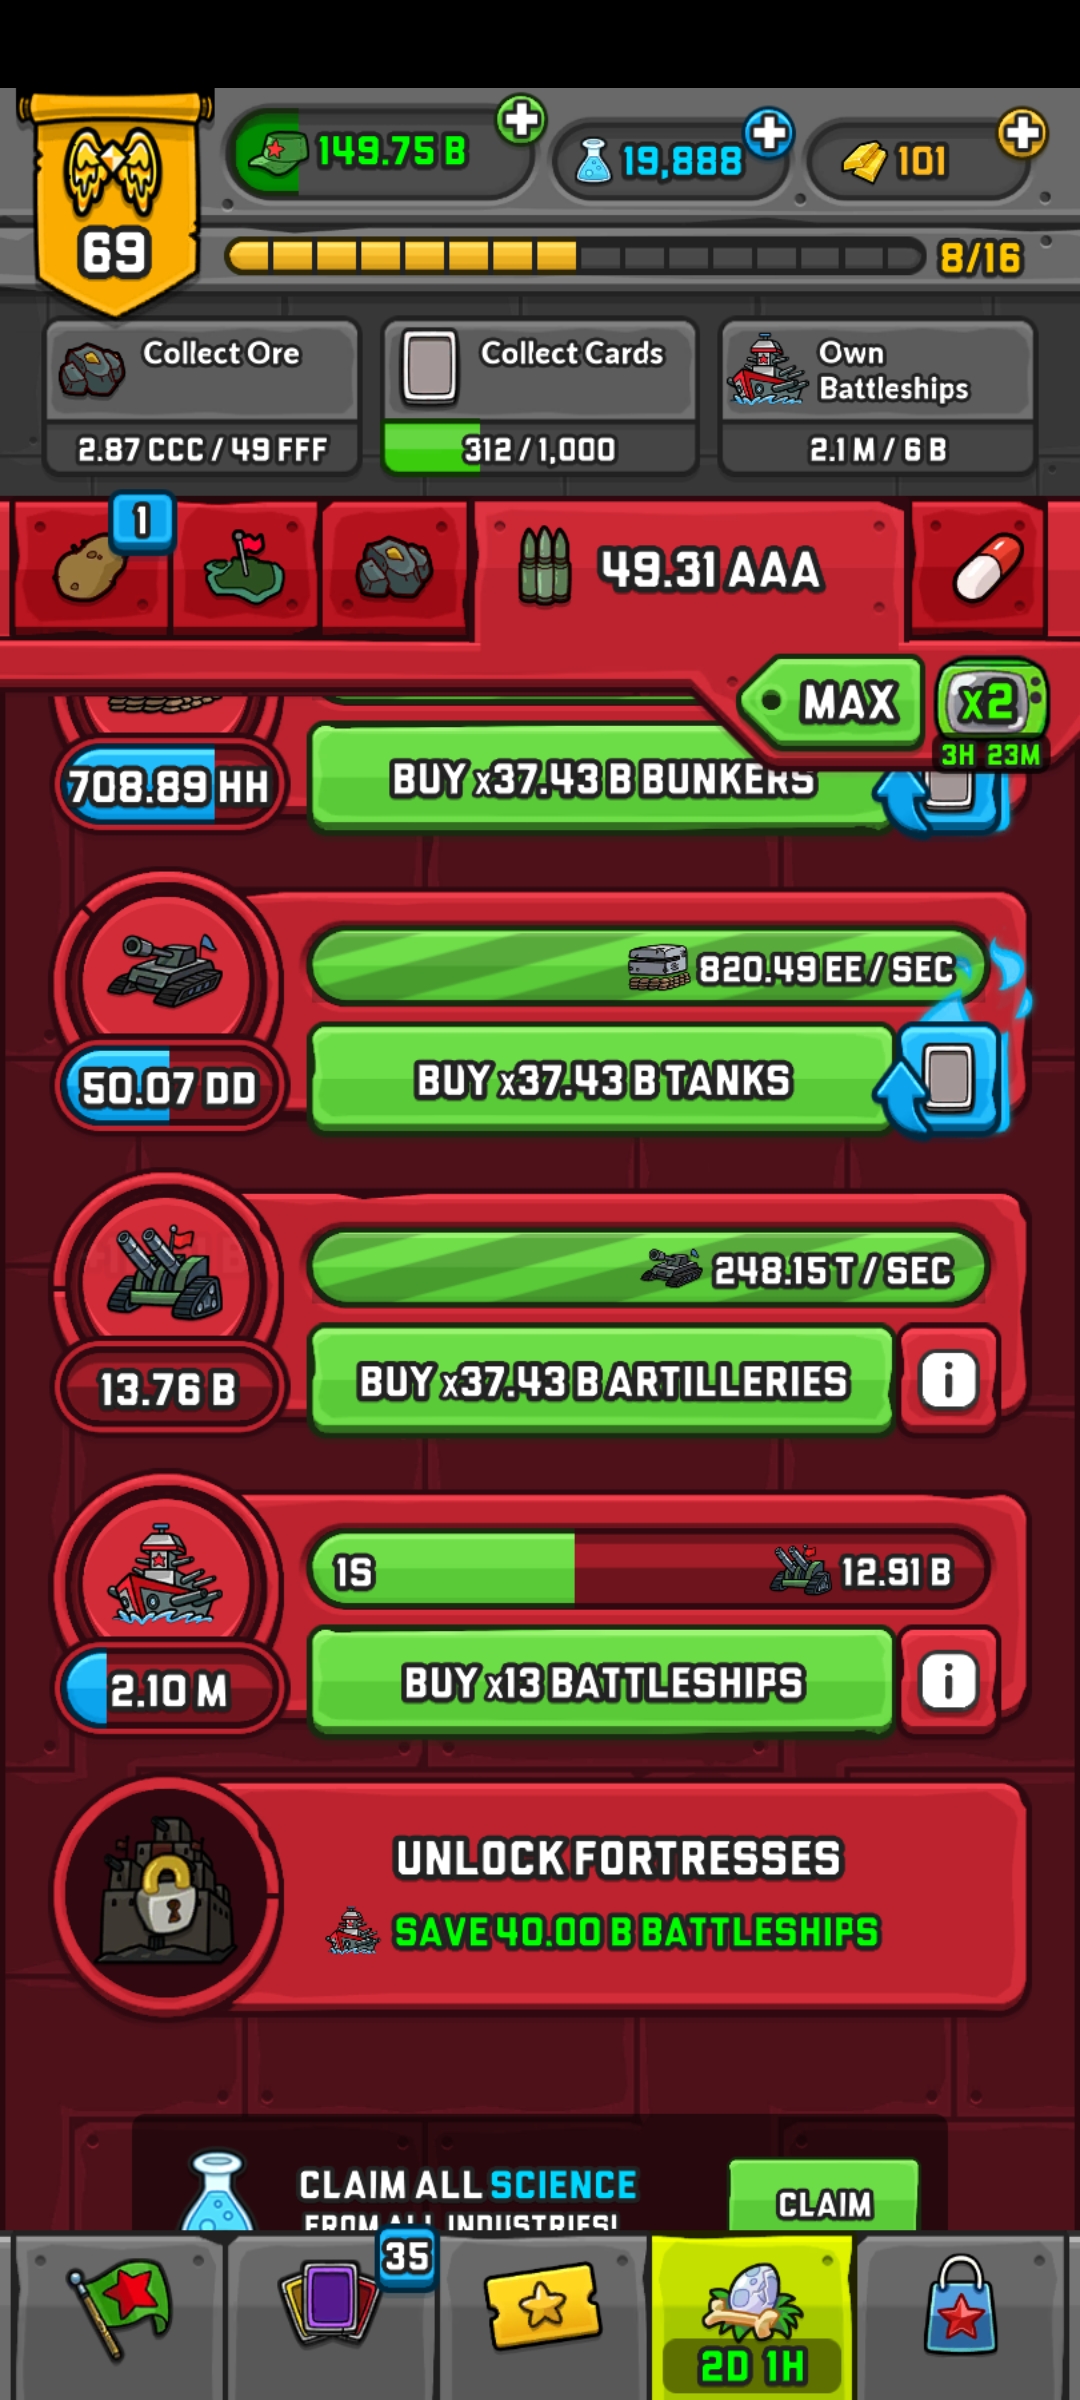 149.75 B
19,888
101
69
8/16
Collect Ore
2.87 CCC / 49 FFF
Collect Cards
312 / 1,000
Own
Battleships
2.1 M / 6 B
1
49.31 AAA
MAX
x2
3H 23M
708.89 HH
BUY x37.43 B BUNKERS
820.49 EE / SEC
50.07 DD
BUY x37.43 B TANKS
248.15 T / SEC
13.76 B
BUY x37.43 B ARTILLERIES
i
1S
12.91 B
2.10 M
BUY x13 BATTLESHIPS
i
UNLOCK FORTRESSES
SAVE 40.00 B BATTLESHIPS
CLAIM ALL SCIENCE
FROM ALL INDUSTRIES!
CLAIM
35
2D 1H